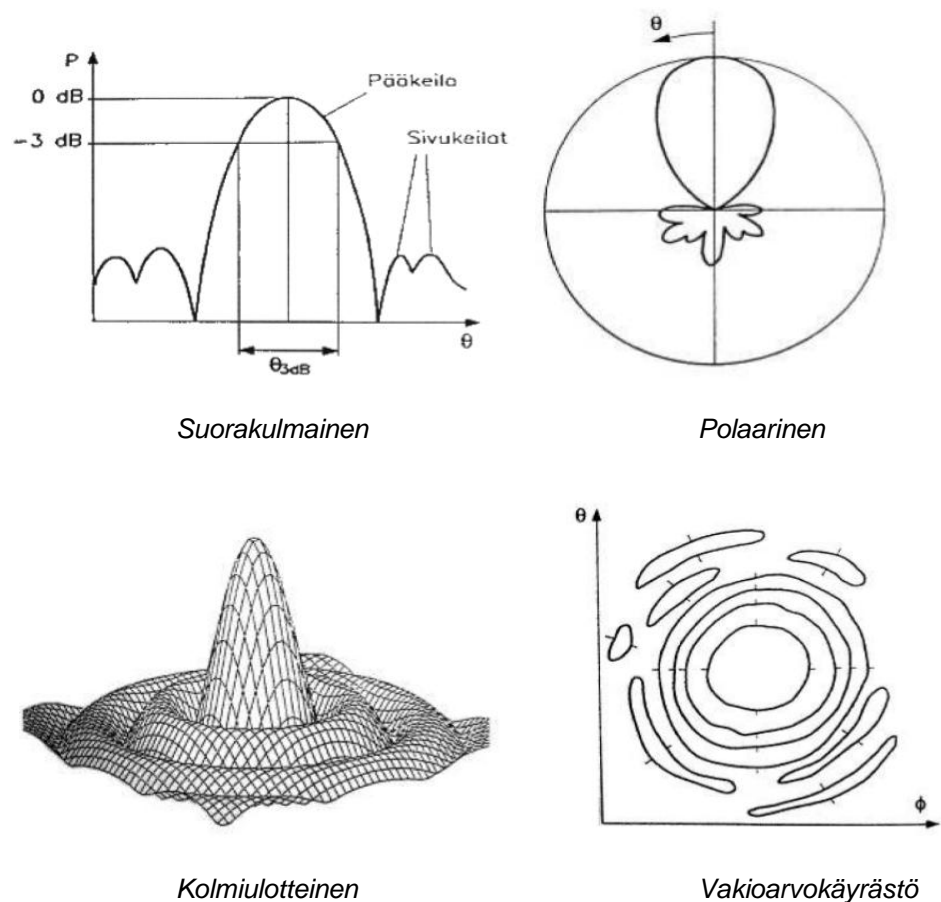 P
0 dB
-3 dB
Pääkeila
Sivukeilat
θ
θ3dB
θ
Suorakulmainen
Polaarinen
θ
ϕ
Kolmiulotteinen
Vakioarvokäyrästö